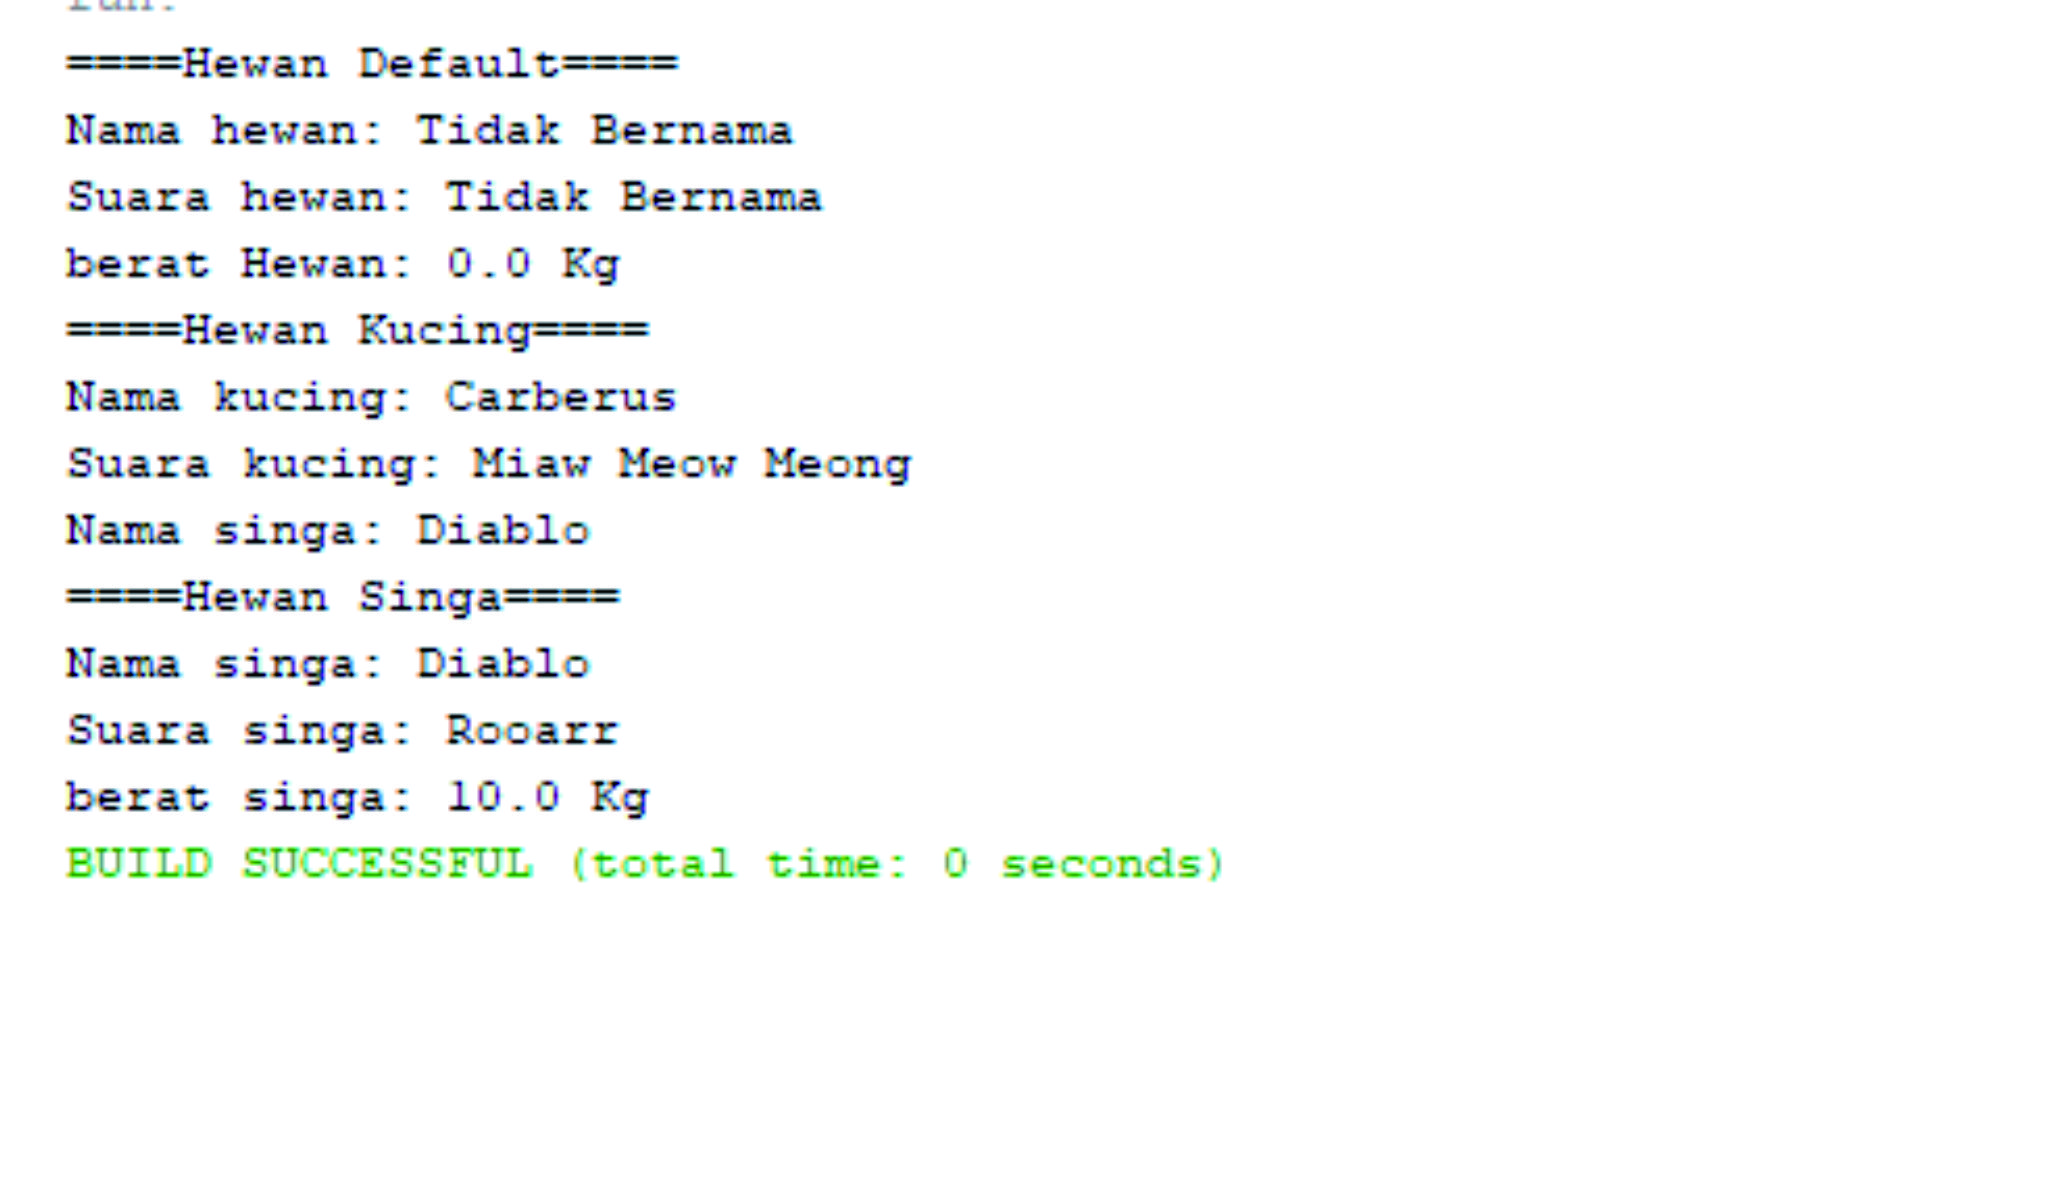 run:
====Hewan Default====
Nama hewan: Tidak Bernama
Suara hewan: Tidak Bernama
berat Hewan: 0.0 Kg
====Hewan Kucing====
Nama kucing: Carberus
Suara kucing: Miaw Meow Meong
Nama singa: Diablo
====Hewan Singa====
Nama singa: Diablo
Suara singa: Rooarr
berat singa: 10.0 Kg
BUILD SUCCESSFUL (total time: 0 seconds)